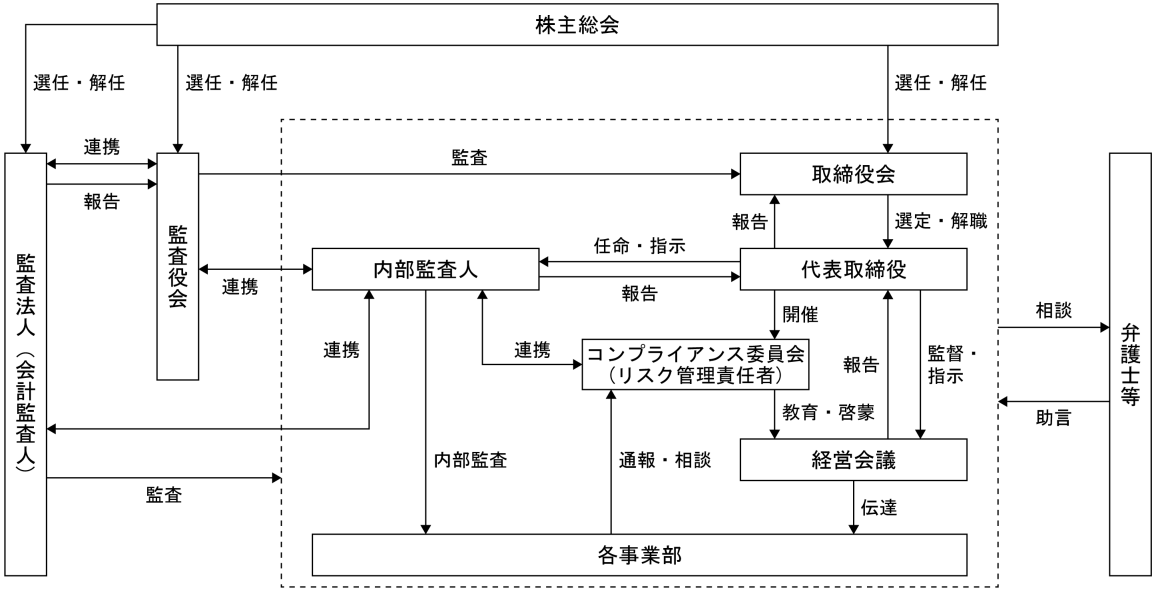 株主総会
選任・解任
選任・解任
選任・解任
連携
報告
監査
取締役会
監査法人（会計監査人）
監査役会
報告
選定・解職
任命・指示
内部監査人
代表取締役
連携
報告
開催
相談
連携
連携
コンプライアンス委員会
（リスク管理責任者）
報告
監督・
指示
弁護士等
教育・啓蒙
助言
内部監査
通報・相談
経営会議
監査
伝達
各事業部